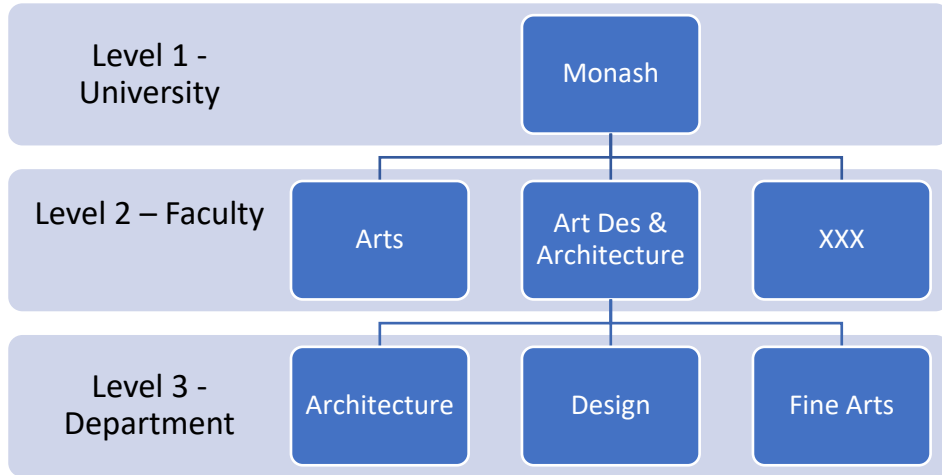 Level 1 -
University
Monash
Level 2 – Faculty
Arts
Art Des &
Architecture
XXX
Level 3 -
Department
Architecture
Design
Fine Arts